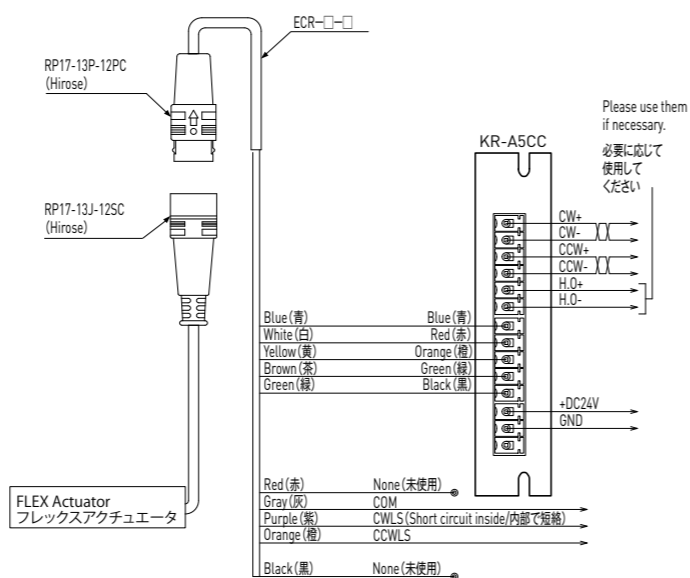 ECR-□-□
RP17-13P-12PC
(Hirose)
RP17-13J-12SC
(Hirose)
Please use them
if necessary.
必要に応じて
使用して
ください
KR-A5CC
CW+
CW-
CCW+
CCW-
H.O+
H.O-
Blue(青) Blue(青)
White(白) Red(赤)
Yellow(黄) Orange(橙)
Brown(茶) Green(緑)
Green(緑) Black(黒)
+DC24V
GND
Red(赤) None(未使用)
Gray(灰) COM
Purple(紫) CWLS(Short circuit inside/内部で短絡)
Orange(橙) CCWLS
Black(黒) None(未使用)
FLEX Actuator
フレックスアクチュエータ